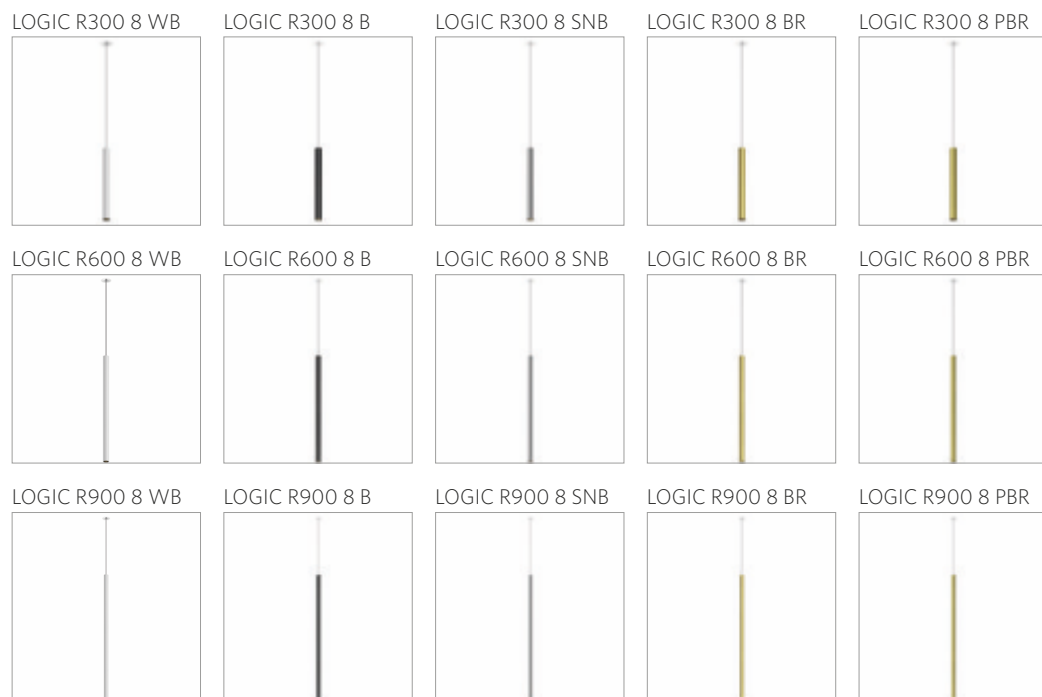 LOGIC R300 8 WB LOGIC R300 8 B LOGIC R300 8 SNB LOGIC R300 8 BR LOGIC R300 8 PBR
LOGIC R600 8 WB LOGIC R600 8 B LOGIC R600 8 SNB LOGIC R600 8 BR LOGIC R600 8 PBR
LOGIC R900 8 WB LOGIC R900 8 B LOGIC R900 8 SNB LOGIC R900 8 BR LOGIC R900 8 PBR